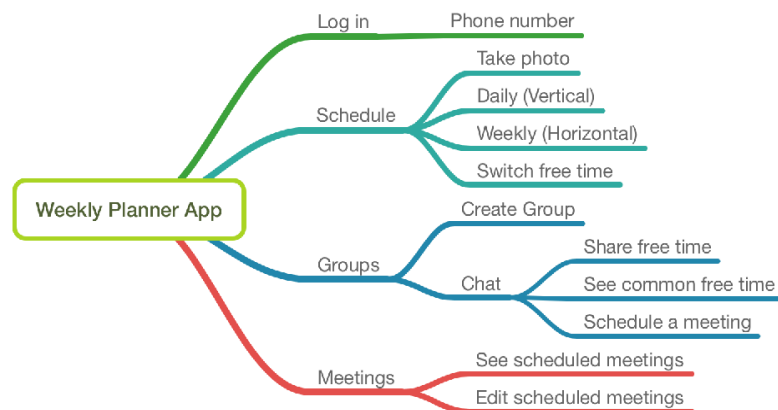 Weekly Planner App
Log in
Phone number
Schedule
Take photo
Daily (Vertical)
Weekly (Horizontal)
Switch free time
Groups
Create Group
Chat
Share free time
See common free time
Schedule a meeting
Meetings
See scheduled meetings
Edit scheduled meetings